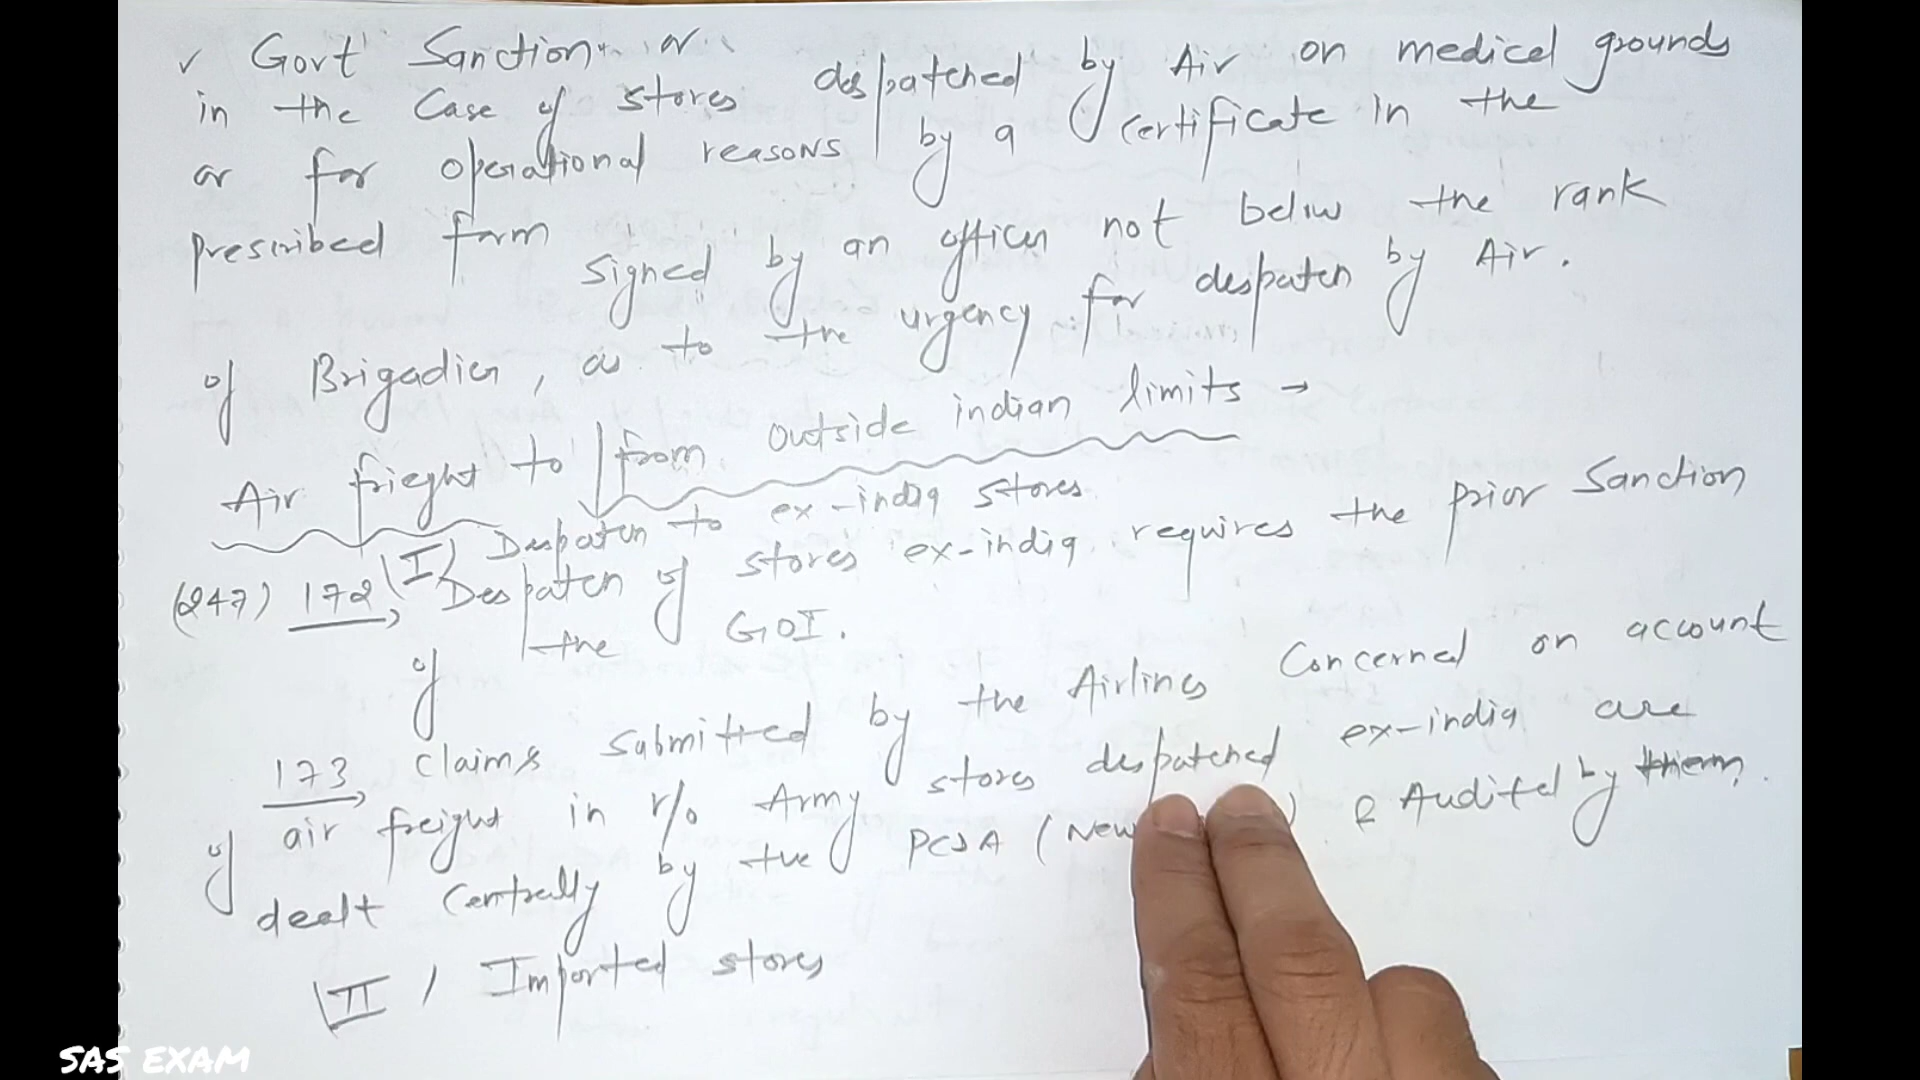 ✓ Govt Sanction or
in the Case of stores despatched by Air on medical grounds
or for operational reasons by a certificate in the
prescribed form signed by an officer not below the rank
of Brigadier, as to the urgency for despatch by Air.
Air frieght to / from outside indian limits →
(I) Despatch to ex-india stores
(247) 172, Despatch of stores ex-india requires the prior Sanction
of the GOI.
173, claims submitted by the Airlines Concerned on account
of air freight in r/o Army stores despatched ex-india are
dealt Centrally by the PCDA (New ) & Audited by them.
II) Imported stores
SAS EXAM